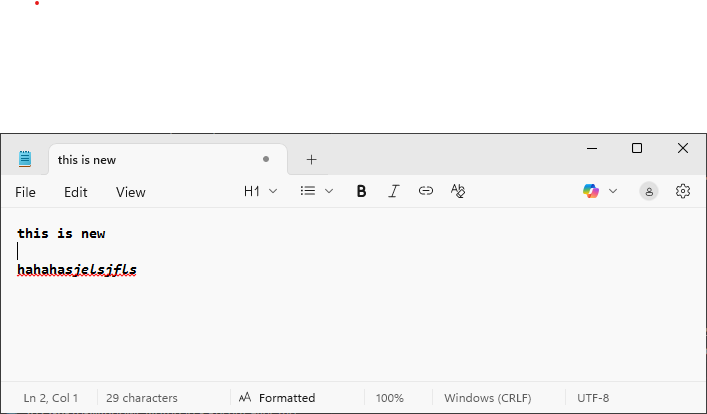 this is new
File Edit View H1 B I
this is new
hahahasjelsjfls
Ln 2, Col 1 29 characters Formatted 100% Windows (CRLF) UTF-8